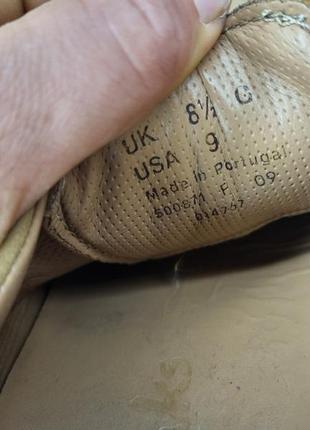 UK 8½ G
USA 9
Made in Portugal
500871 F 09